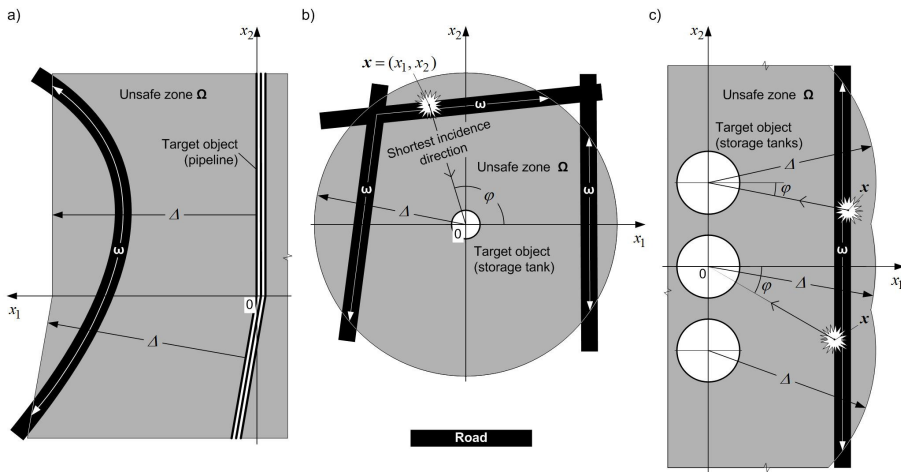 a)
x₂
Unsafe zone Ω
Target object
(pipeline)
Δ
ω
x₁
0
Δ
b)
x₂
x = (x₁, x₂)
ω
Shortest incidence
direction
Unsafe zone Ω
ω
ω
Δ
φ
0
x₁
Target object
(storage tank)
Road
c)
x₂
Unsafe zone Ω
Target object
(storage tanks)
Δ
φ
x
ω
0
Δ
x₁
φ
x
Δ